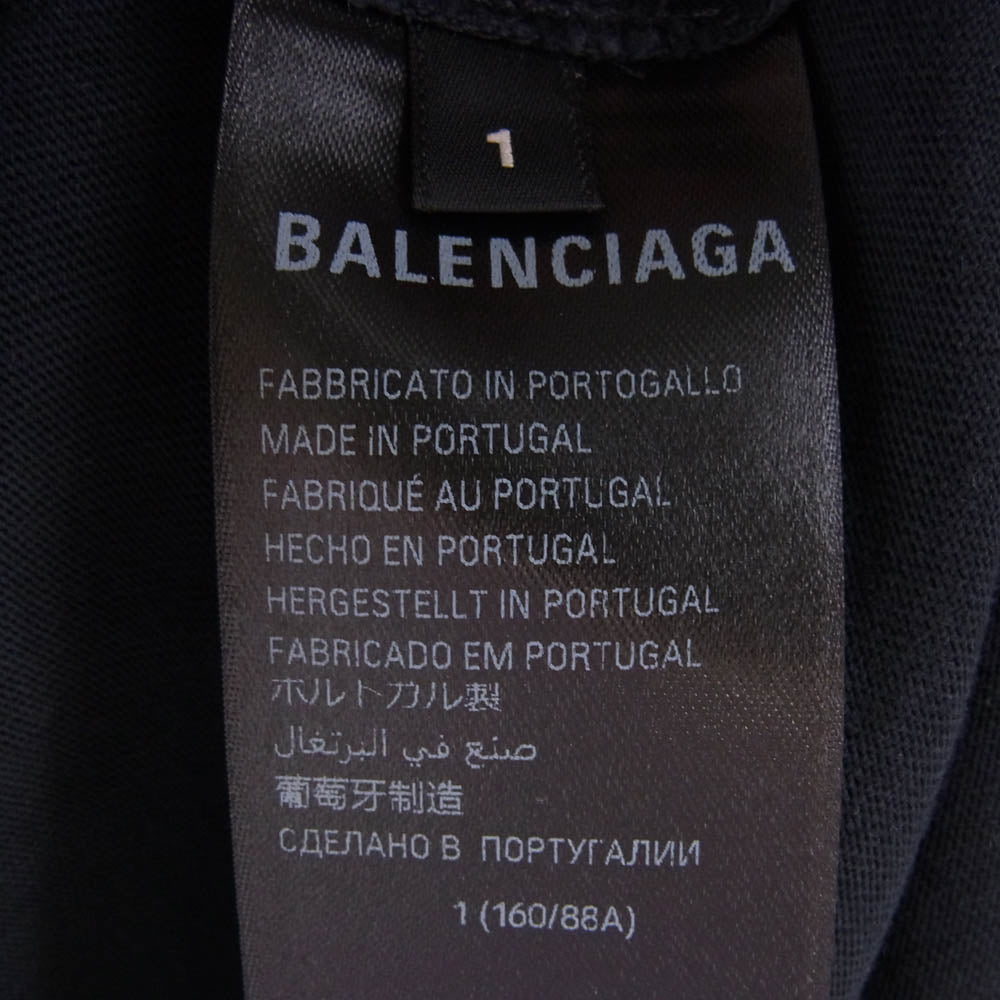 1
BALENCIAGA
FABBRICATO IN PORTOGALLO
MADE IN PORTUGAL
FABRIQUÉ AU PORTUGAL
HECHO EN PORTUGAL
HERGESTELLT IN PORTUGAL
FABRICADO EM PORTUGAL
ポルトガル製
صنع في البرتغال
葡萄牙制造
СДЕЛАНО В ПОРТУГАЛИИ
1 (160/88A)